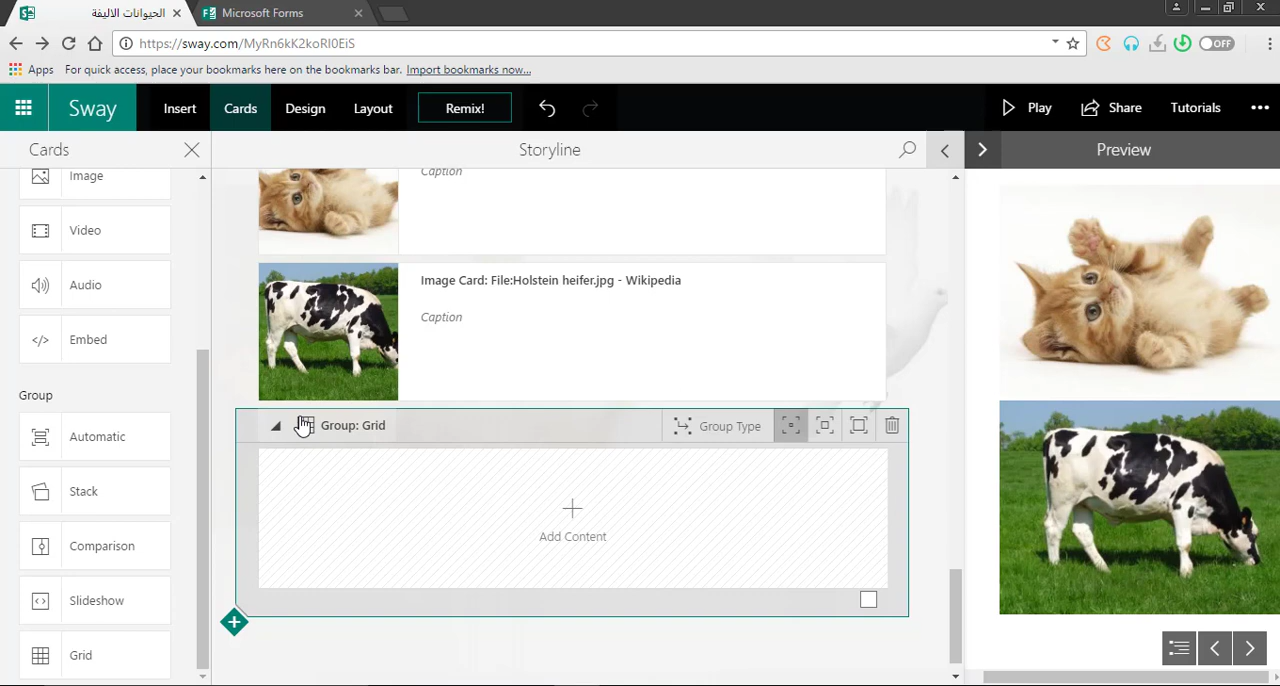 الحيوانات الاليفة
Microsoft Forms
https://sway.com/MyRn6kK2koRI0EiS
OFF
Apps For quick access, place your bookmarks here on the bookmarks bar. Import bookmarks now...
Sway Insert Cards Design Layout Remix! Play Share Tutorials
Cards
Storyline
Preview
Image
Video
Audio
Embed
Group
Automatic
Stack
Comparison
Slideshow
Grid
Caption
Image Card: File:Holstein heifer.jpg - Wikipedia
Caption
Group: Grid
Group Type
Add Content